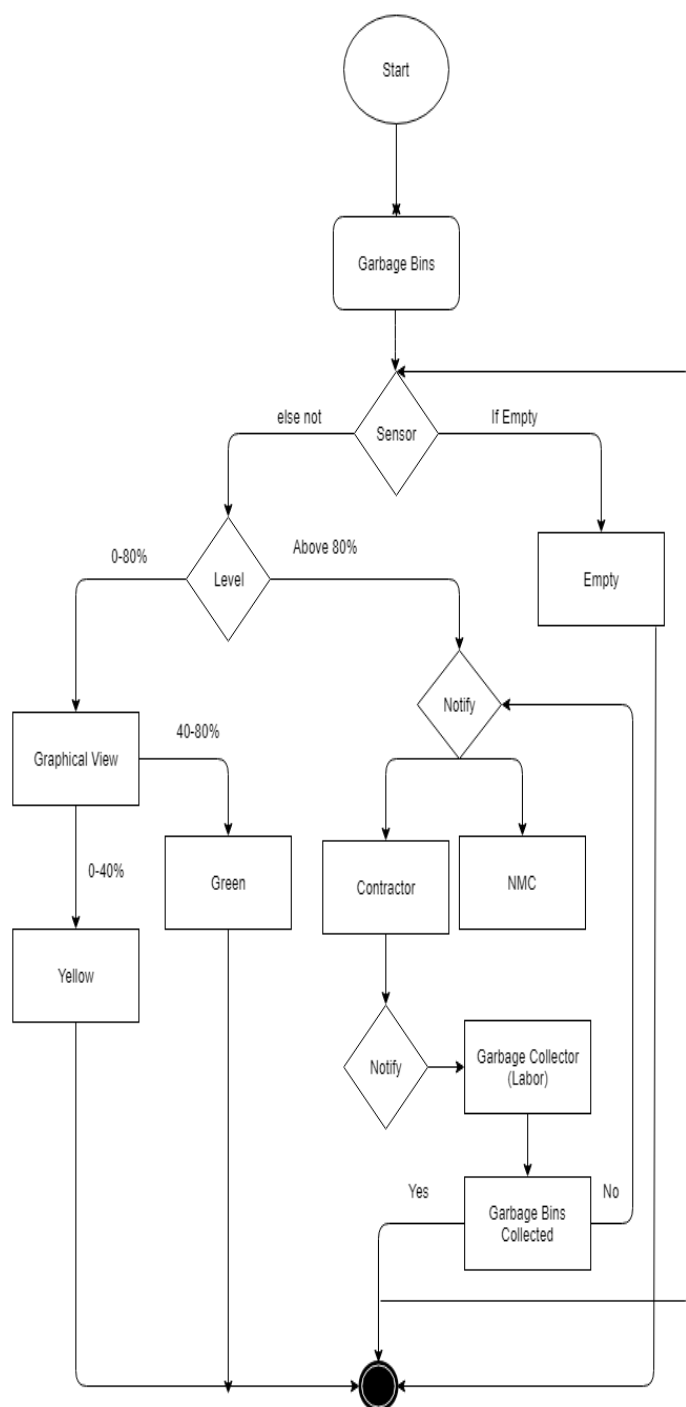 Start
Garbage Bins
else not
Sensor
If Empty
0-80%
Level
Above 80%
Empty
Graphical View
40-80%
Notify
0-40%
Green
Contractor
NMC
Yellow
Notify
Garbage Collector
(Labor)
Yes
Garbage Bins
Collected
No